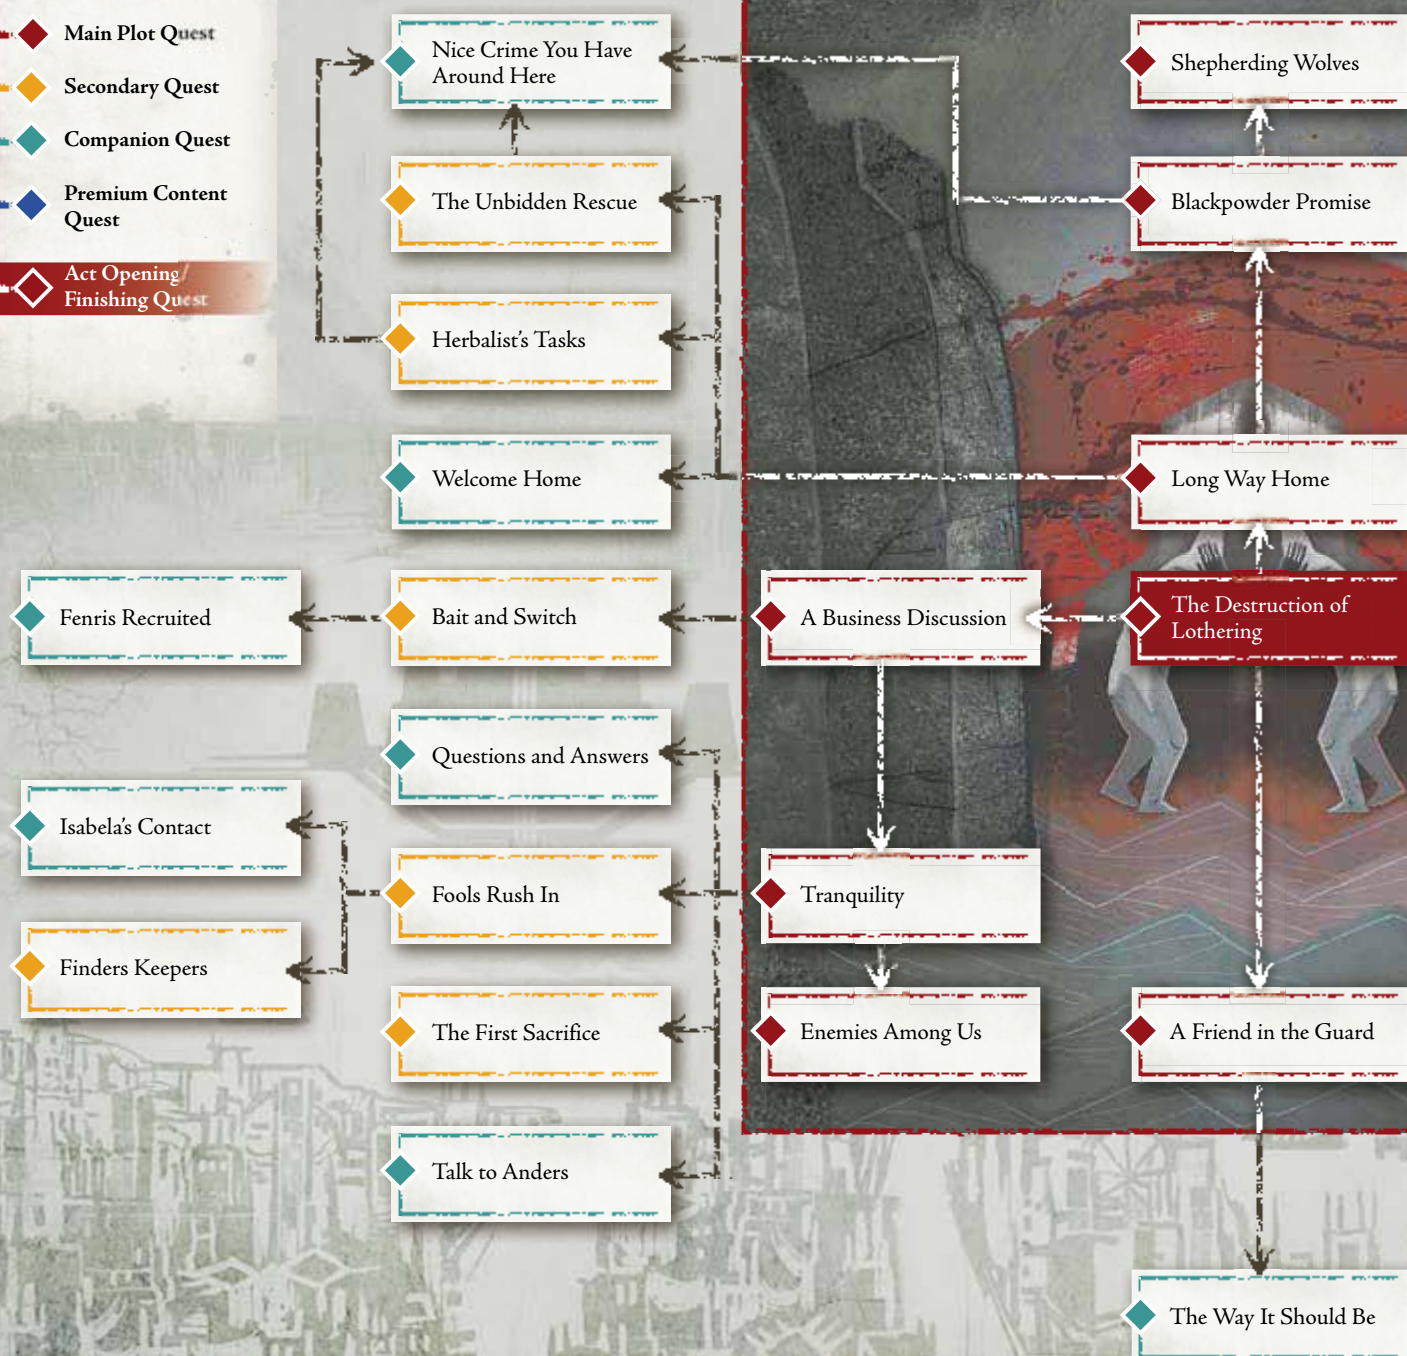 Main Plot Quest
Secondary Quest
Companion Quest
Premium Content
Quest
Act Opening/
Finishing Quest
Nice Crime You Have
Around Here
Shepherding Wolves
The Unbidden Rescue
Blackpowder Promise
Herbalist's Tasks
Welcome Home
Long Way Home
Fenris Recruited
Bait and Switch
A Business Discussion
The Destruction of
Lothering
Questions and Answers
Isabela's Contact
Fools Rush In
Tranquility
Finders Keepers
The First Sacrifice
Enemies Among Us
A Friend in the Guard
Talk to Anders
The Way It Should Be